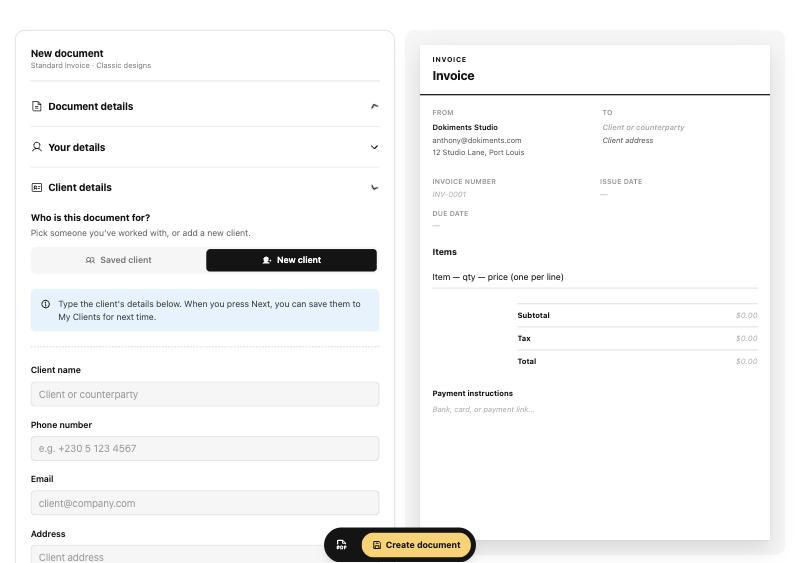 New document
Standard Invoice · Classic designs
Document details
Your details
Client details
Who is this document for?
Pick someone you've worked with, or add a new client.
Saved client
New client
Type the client's details below. When you press Next, you can save them to
My Clients for next time.
Client name
Client or counterparty
Phone number
e.g. +230 5 123 4567
Email
client@company.com
Address
Client address
PDF
Create document
INVOICE
Invoice
FROM
Dokiments Studio
anthony@dokiments.com
12 Studio Lane, Port Louis
TO
Client or counterparty
Client address
INVOICE NUMBER
INV-0001
ISSUE DATE
—
DUE DATE
—
Items
Item — qty — price (one per line)
Subtotal $0.00
Tax $0.00
Total $0.00
Payment instructions
Bank, card, or payment link...